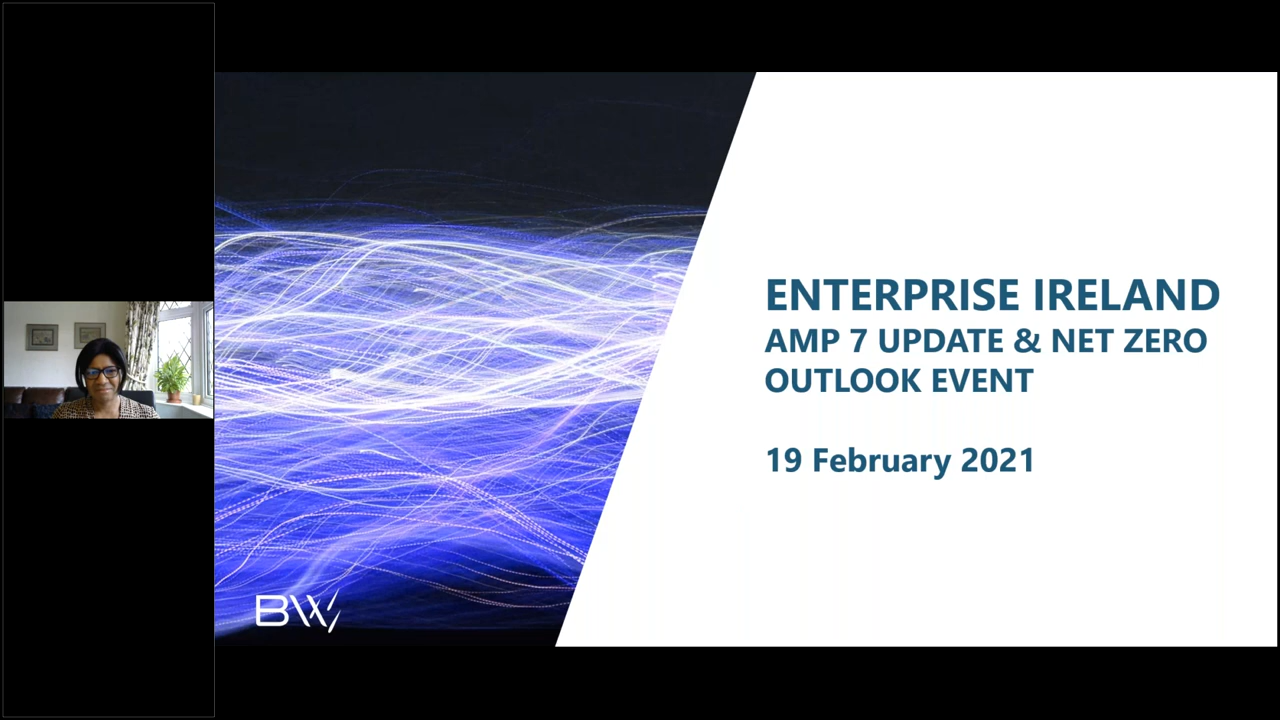 ENTERPRISE IRELAND
AMP 7 UPDATE & NET ZERO
OUTLOOK EVENT
19 February 2021
BW